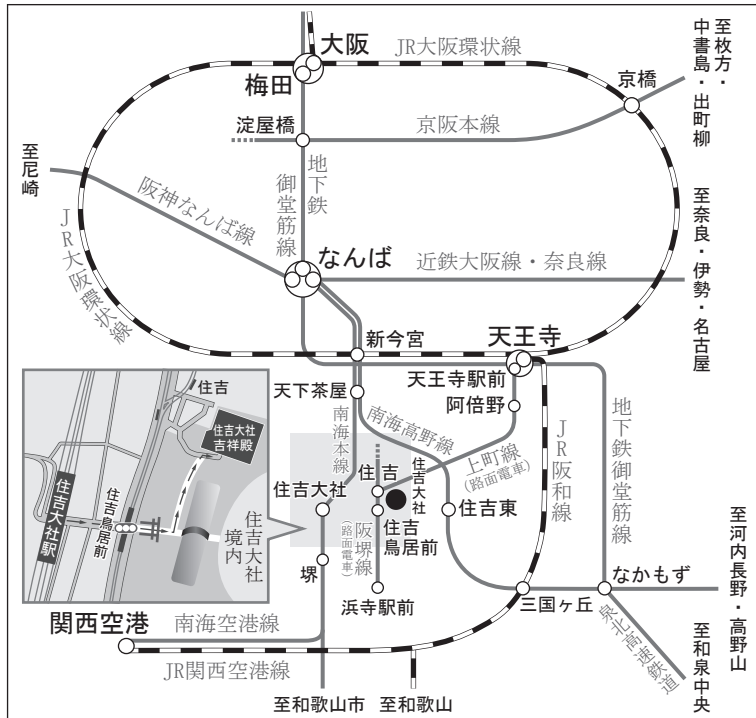 大阪
JR大阪環状線
梅田
京橋
至枚方・
中書島・出町柳
淀屋橋
京阪本線
至尼崎
地下鉄
御堂筋線
阪神なんば線
JR大阪環状線
なんば
近鉄大阪線・奈良線
至奈良・伊勢・名古屋
新今宮
天王寺
天王寺駅前
天下茶屋
阿倍野
南海本線
南海高野線
上町線
(路面電車)
JR阪和線
地下鉄御堂筋線
住吉
住吉大社
吉祥殿
住吉大社駅
住吉鳥居前
住吉大社
境内
住吉
住吉大社
住吉大社
住吉
鳥居前
住吉東
阪堺線
(路面電車)
堺
浜寺駅前
なかもず
三国ヶ丘
至河内長野・高野山
関西空港
南海空港線
JR関西空港線
泉北高速鉄道
至和泉中央
至和歌山市
至和歌山